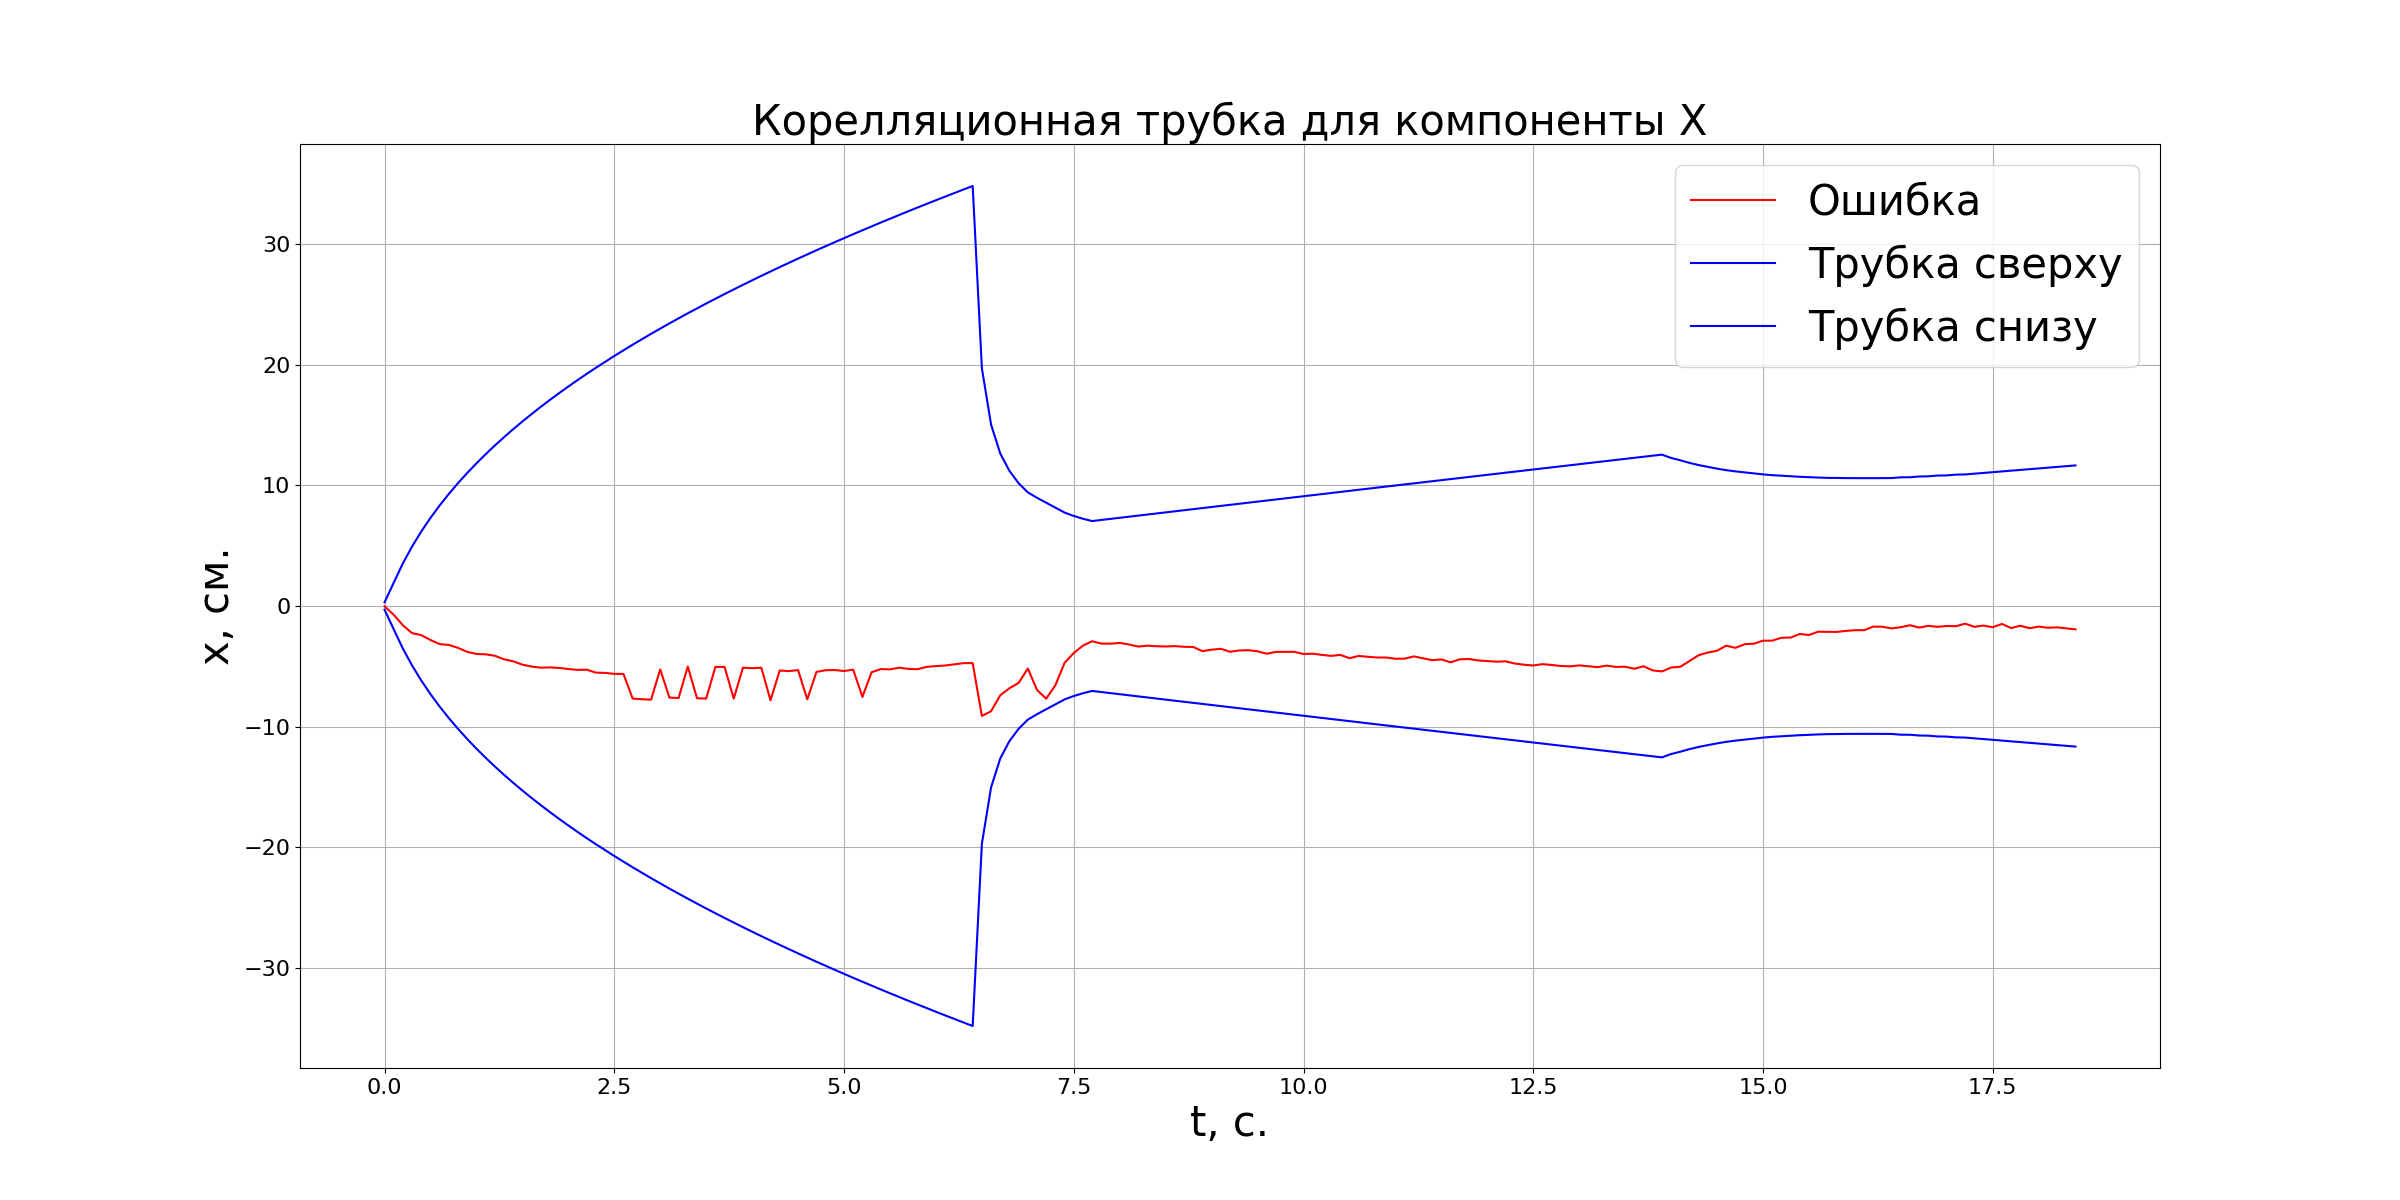 Корелляционная трубка для компоненты X
Ошибка
Трубка сверху
Трубка снизу
30
20
10
0
−10
−20
−30
x, см.
0.0 2.5 5.0 7.5 10.0 12.5 15.0 17.5
t, с.